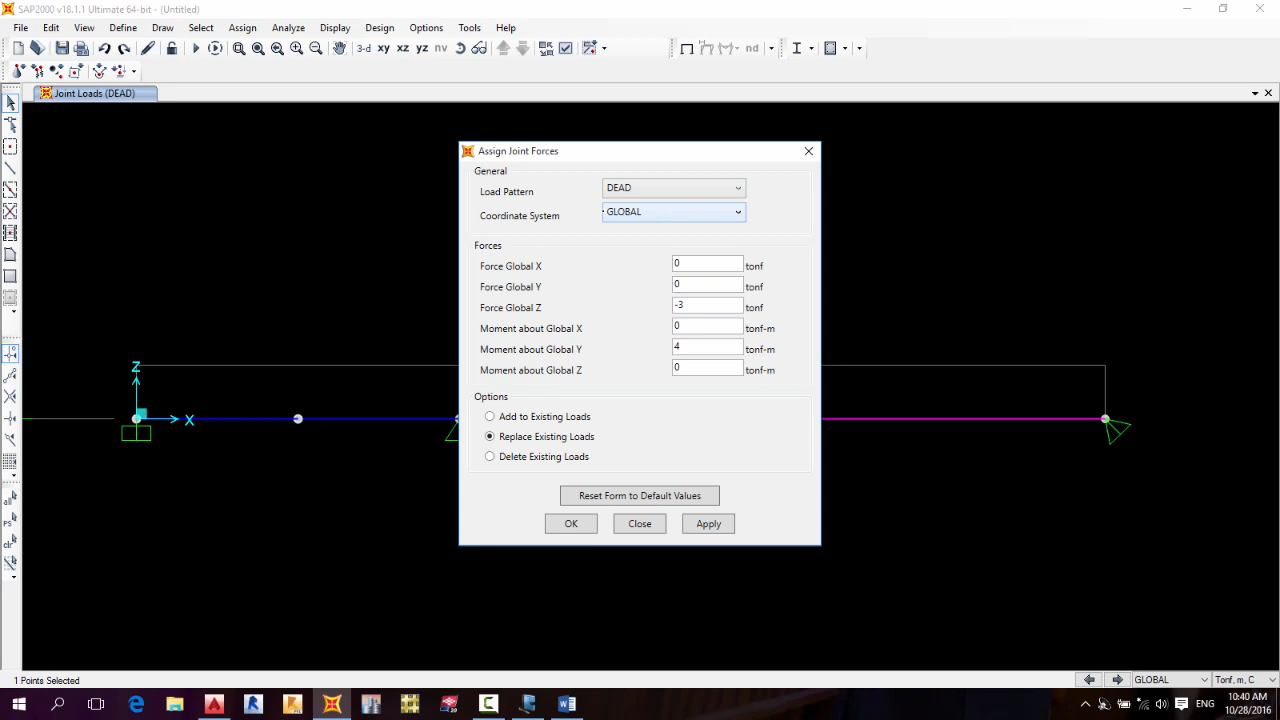 SAP2000 v18.1.1 Ultimate 64-bit - (Untitled)
File Edit View Define Draw Select Assign Analyze Display Design Options Tools Help
3-d xy xz yz nv nd
Joint Loads (DEAD)
Assign Joint Forces
General
Load Pattern DEAD
Coordinate System GLOBAL
Forces
Force Global X 0 tonf
Force Global Y 0 tonf
Force Global Z -3 tonf
Moment about Global X 0 tonf-m
Moment about Global Y 4 tonf-m
Moment about Global Z 0 tonf-m
Options
Add to Existing Loads
Replace Existing Loads
Delete Existing Loads
Reset Form to Default Values
OK Close Apply
Z
X
all
PS
clr
1 Points Selected GLOBAL Tonf, m, C
ENG 10:40 AM
10/28/2016